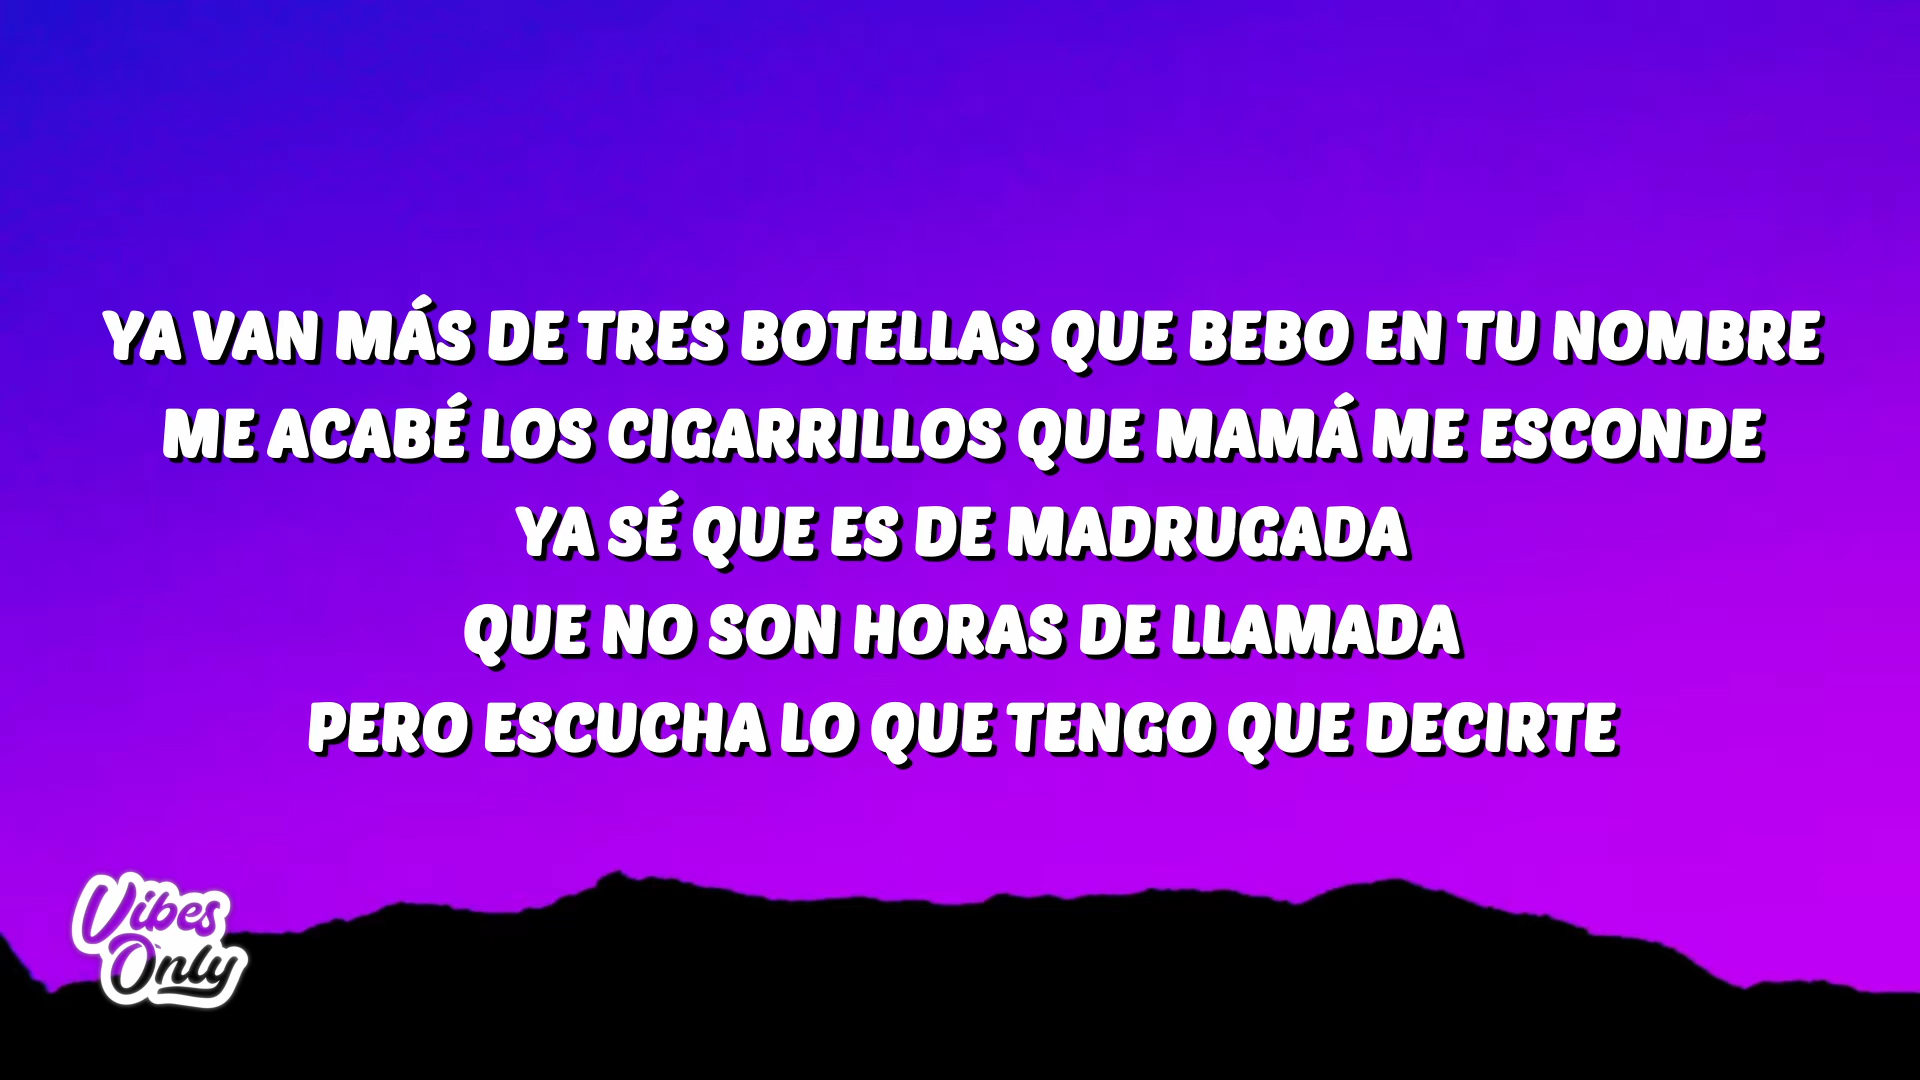 YA VAN MÁS DE TRES BOTELLAS QUE BEBO EN TU NOMBRE
ME ACABÉ LOS CIGARRILLOS QUE MAMÁ ME ESCONDE
YA SÉ QUE ES DE MADRUGADA
QUE NO SON HORAS DE LLAMADA
PERO ESCUCHA LO QUE TENGO QUE DECIRTE
Vibes
Only